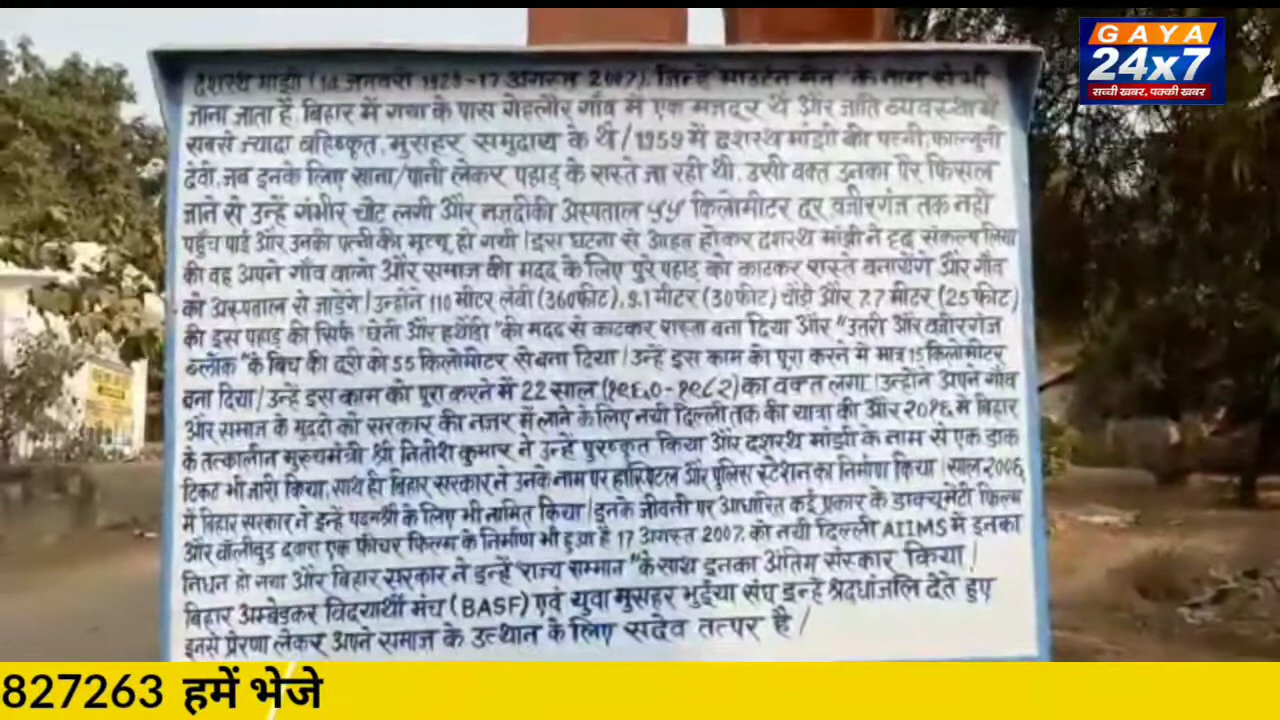 GAYA
24x7
सच्ची खबर, पक्की खबर
दशरथ मांझी (14 जनवरी 1929-17 अगस्त 2007), जिन्हें "माउंटेन मैन" के नाम से भी
जाना जाता है, बिहार में गया के पास गेहलौर गाँव में एक मजदूर थे और जाति व्यवस्था में
सबसे ज्यादा बहिष्कृत, मुसहर समुदाय के थे / 1959 में दशरथ मांझी की पत्नी, फाल्गुनी
देवी, जब इनके लिए खाना/पानी लेकर पहाड़ के रास्ते जा रही थी, उसी वक्त उनका पैर फिसल
जाने से उन्हें गंभीर चोट लगी और नजदीकी अस्पताल ५५ किलोमीटर दूर वजीरगंज तक नहीं
पहुँच पाई और उनकी पत्नी की मृत्यू हो गयी । इस घटना से आहत होकर दशरथ मांझी ने दृढ़ संकल्प लिया
की वह अपने गाँव वालो और समाज की मदद के लिए पुरे पहाड़ को काटकर रास्ते बनायेंगे और गाँव
को अस्पताल से जोड़ेंगे । उन्होंने 110 मीटर लंबी (360 फीट), 9.1 मीटर (30 फीट) चौड़ी और 7.7 मीटर (25 फीट)
की इस पहाड़ की सिर्फ "छेनी और हथौड़ी" की मदद से काटकर रास्ता बना दिया और "उतरी और वजीरगंज
ब्लॉक" के बिच की दूरी को 55 किलोमीटर से बना दिया । उन्हें इस काम को पूरा करने में मात्र 15 किलोमीटर
बना दिया / उन्हें इस काम को पुरा करने में 22 साल (१९६०-१९८२) का वक्त लगा । उन्होंने अपने गाँव
और समाज के मुददो को सरकार की नजर में लाने के लिए नयी दिल्ली तक की यात्रा की और २०१६ में बिहार
के तत्कालीन मुख्यमंत्री श्री नितीश कुमार ने उन्हें पुरष्कृत किया और दशरथ मांझी के नाम से एक डाक
टिकट भी जारी किया, साथ ही बिहार सरकार ने उनके नाम पर हॉस्पिटल और पुलिस स्टेशन का निर्माण किया । साल 2006
में बिहार सरकार ने इन्हें पदमश्री के लिए भी नामित किया । इनके जीवनी पर आधारित कई प्रकार के डाक्यूमेंटी फिल्म
और बॉलीवुड दवारा एक फीचर फिल्म के निर्माण भी हुआ है 17 अगस्त 2007 को नयी दिल्ली AIIMS में इनका
निधन हो गया और बिहार सरकार ने इन्हें "राज्य सम्मान" के साथ इनका अंतिम संस्कार किया /
बिहार अम्बेडकर विद्यार्थी मंच (BASF) एवं युवा मुसहर भुईया संघ इन्हें श्रद्धांजलि देते हुए
इनसे प्रेरणा लेकर अपने समाज के उत्थान के लिए सदैव तत्पर है /
827263 हमें भेजे